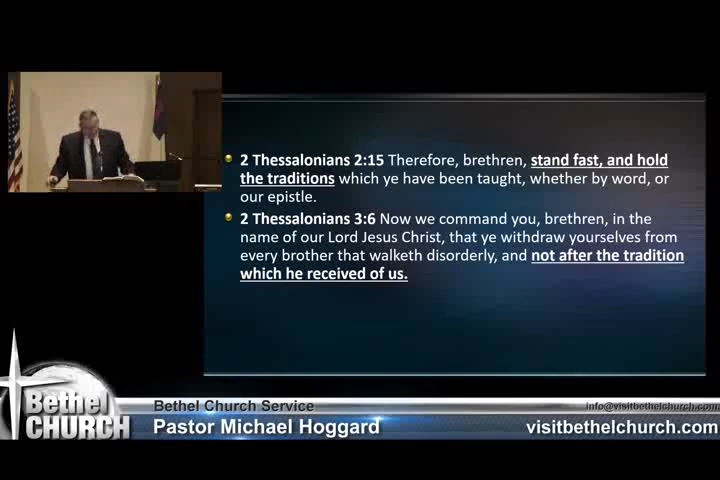 2 Thessalonians 2:15 Therefore, brethren, stand fast, and hold
the traditions which ye have been taught, whether by word, or
our epistle.
2 Thessalonians 3:6 Now we command you, brethren, in the
name of our Lord Jesus Christ, that ye withdraw yourselves from
every brother that walketh disorderly, and not after the tradition
which he received of us.
Bethel
CHURCH
Bethel Church Service
info@visitbethelchurch.com
Pastor Michael Hoggard
visitbethelchurch.com